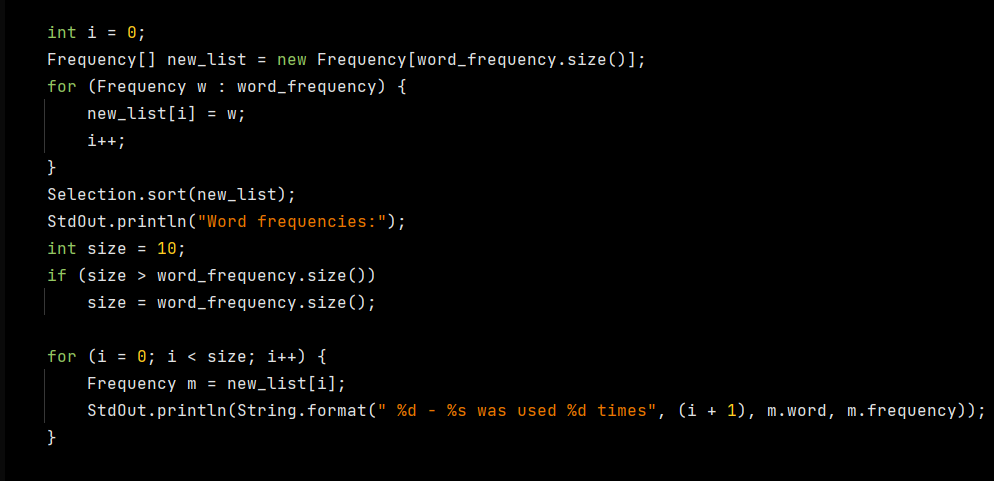 int i = 0;
Frequency[] new_list = new Frequency[word_frequency.size()];
for (Frequency w : word_frequency) {
    new_list[i] = w;
    i++;
}
Selection.sort(new_list);
StdOut.println("Word frequencies:");
int size = 10;
if (size > word_frequency.size())
    size = word_frequency.size();

for (i = 0; i < size; i++) {
    Frequency m = new_list[i];
    StdOut.println(String.format(" %d - %s was used %d times", (i + 1), m.word, m.frequency));
}